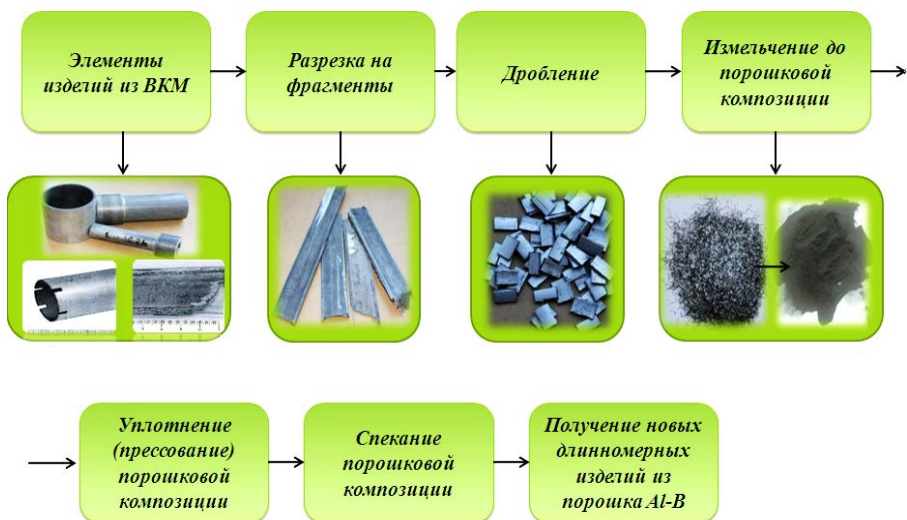 Элементы
изделий из ВКМ
Разрезка на
фрагменты
Дробление
Измельчение до
порошковой
композиции
Уплотнение
(прессование)
порошковой
композиции
Спекание
порошковой
композиции
Получение новых
длинномерных
изделий из
порошка Al-B